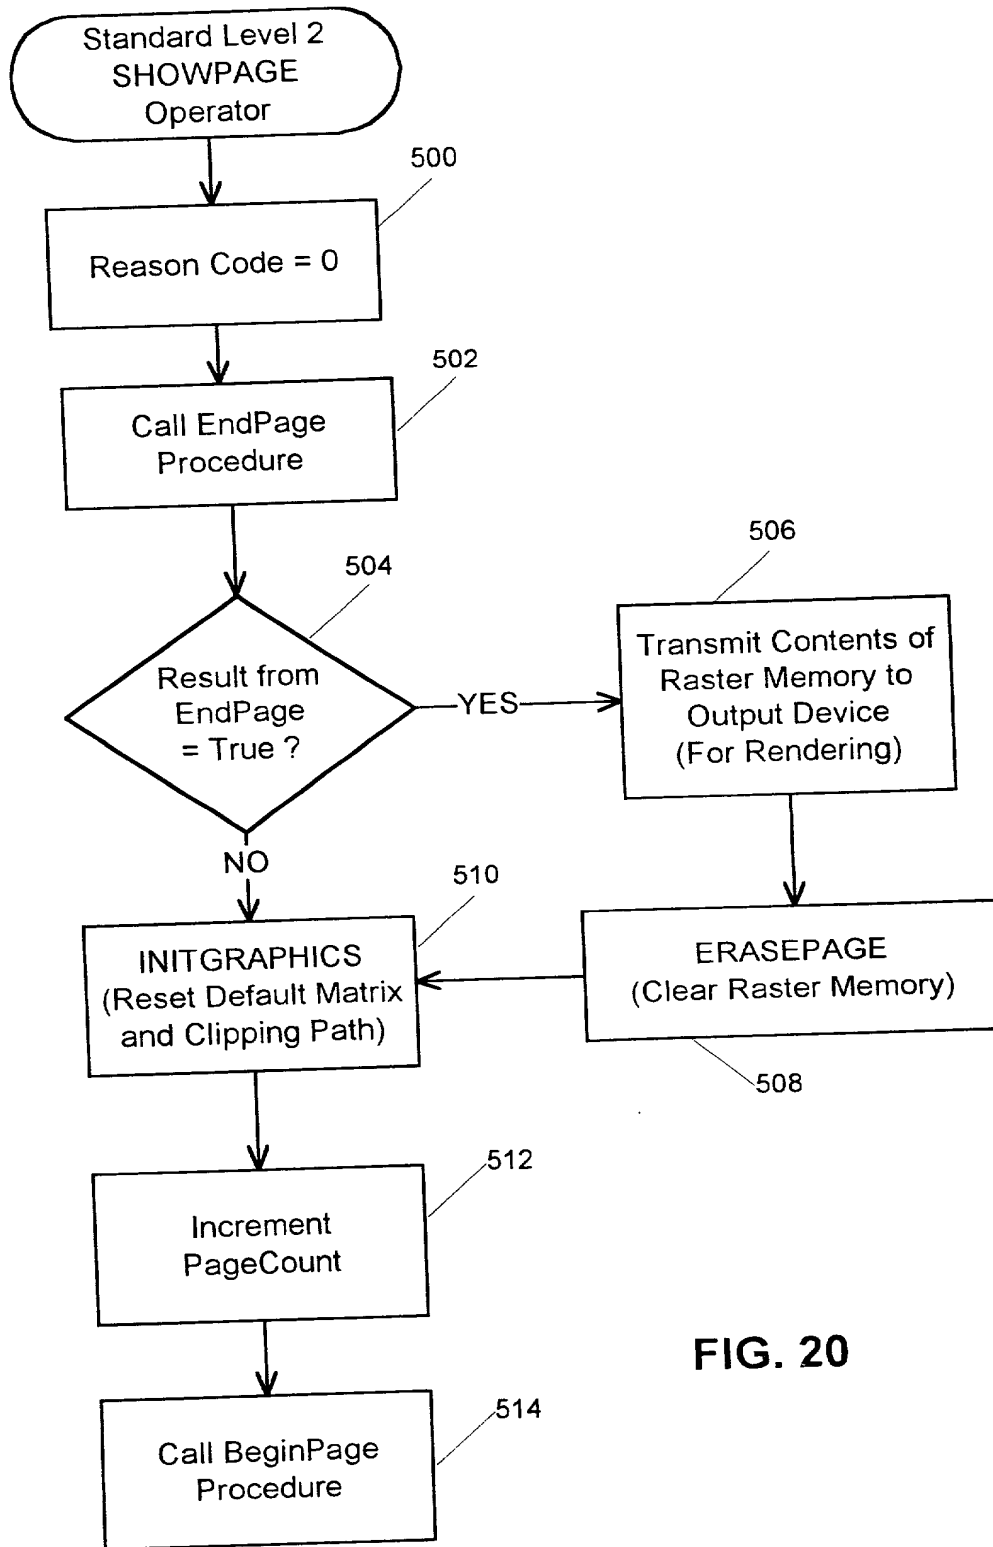 Standard Level 2
SHOWPAGE
Operator
500
Reason Code = 0
502
Call EndPage
Procedure
504
Result from
EndPage
= True ?
YES
506
Transmit Contents of
Raster Memory to
Output Device
(For Rendering)
NO
510
INITGRAPHICS
(Reset Default Matrix
and Clipping Path)
ERASEPAGE
(Clear Raster Memory)
508
512
Increment
PageCount
FIG. 20
514
Call BeginPage
Procedure